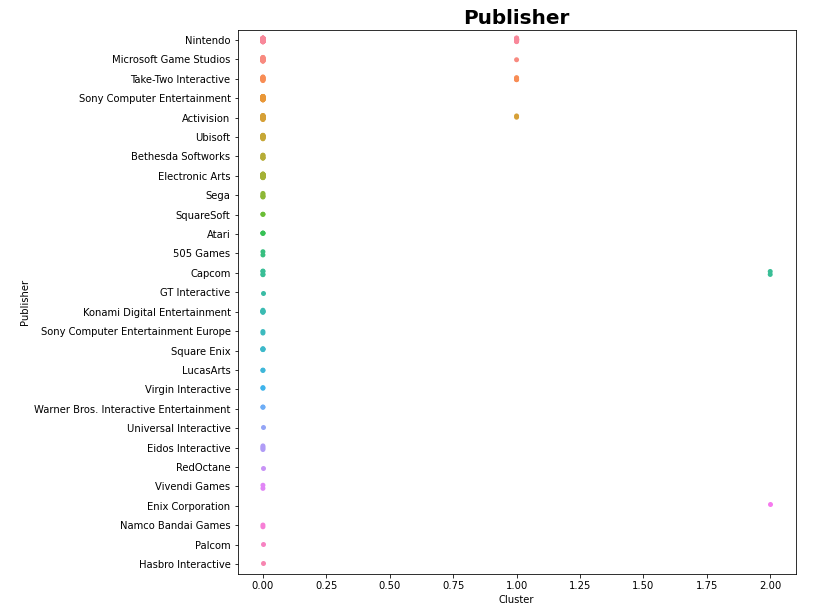 Publisher
Nintendo
Microsoft Game Studios
Take-Two Interactive
Sony Computer Entertainment
Activision
Ubisoft
Bethesda Softworks
Electronic Arts
Sega
SquareSoft
Atari
505 Games
Capcom
GT Interactive
Konami Digital Entertainment
Sony Computer Entertainment Europe
Square Enix
LucasArts
Virgin Interactive
Warner Bros. Interactive Entertainment
Universal Interactive
Eidos Interactive
RedOctane
Vivendi Games
Enix Corporation
Namco Bandai Games
Palcom
Hasbro Interactive
Publisher
0.00 0.25 0.50 0.75 1.00 1.25 1.50 1.75 2.00
Cluster